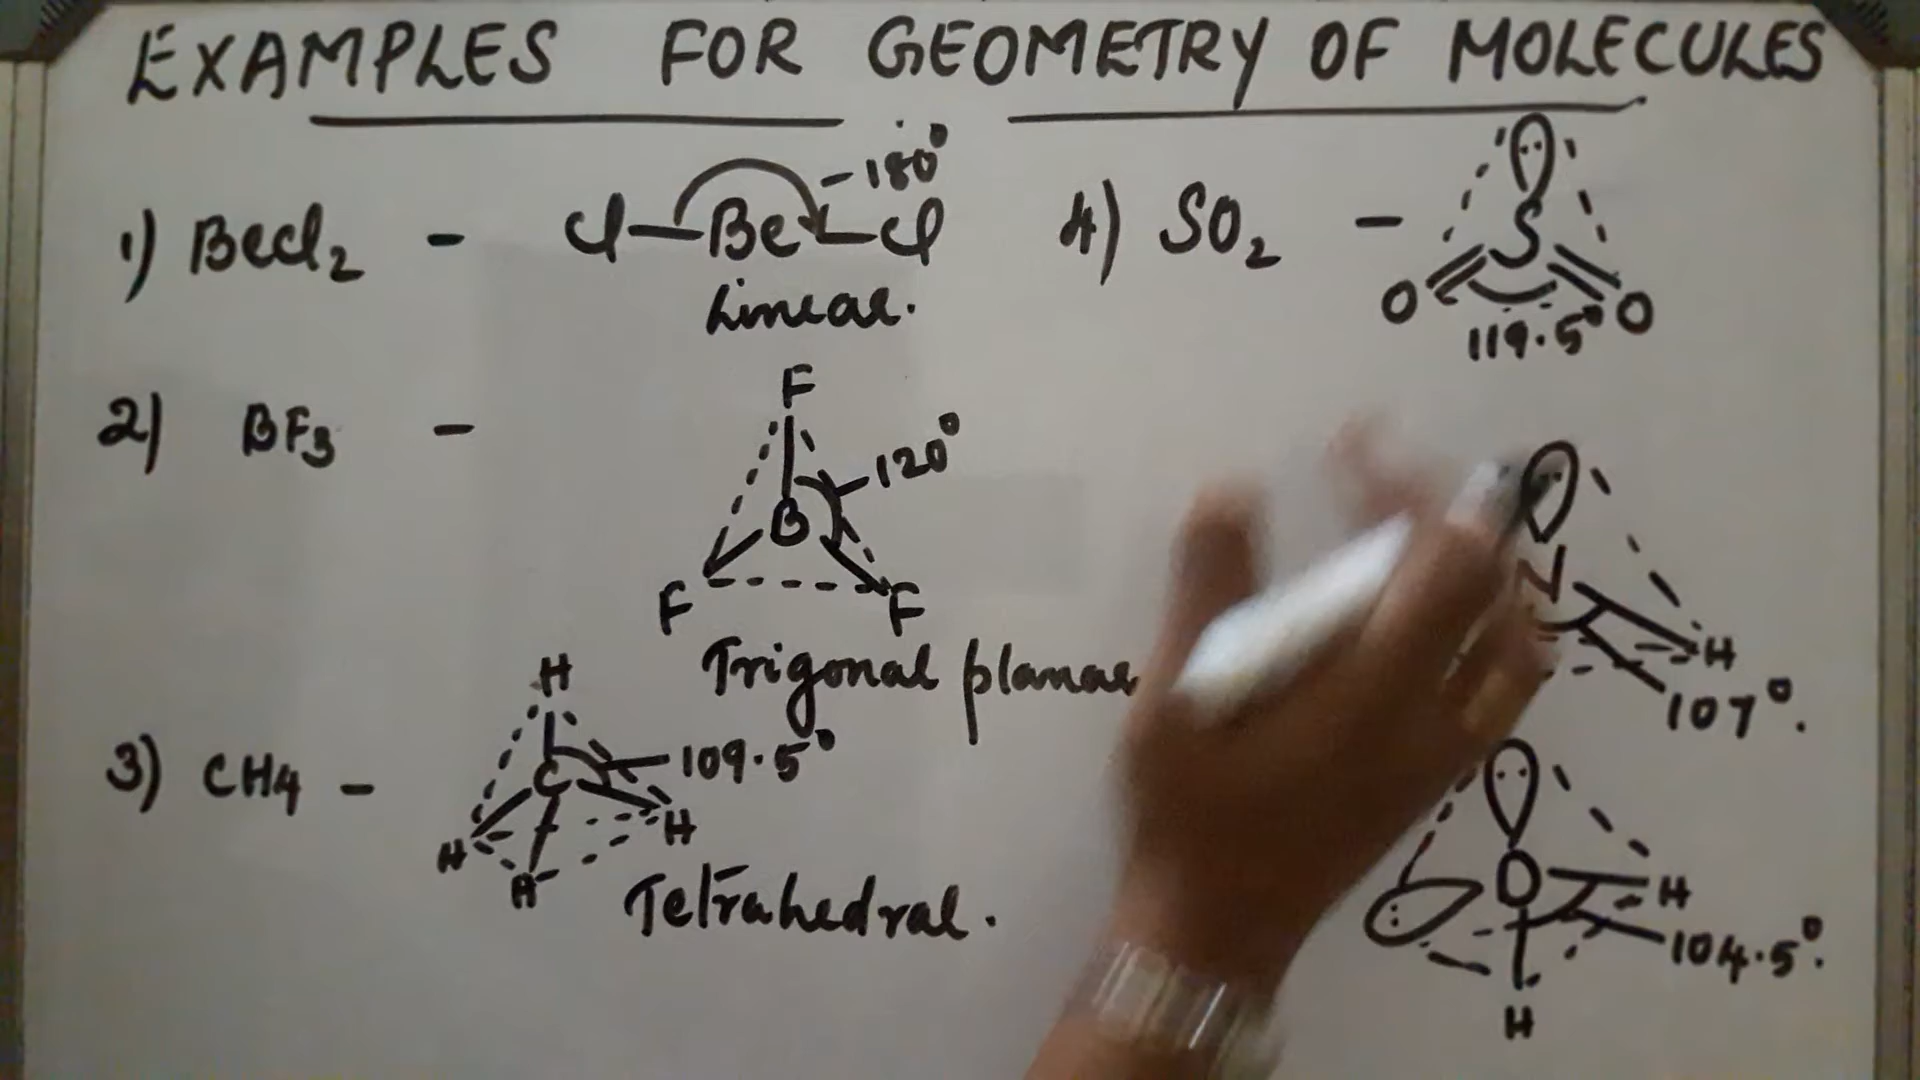 EXAMPLES FOR GEOMETRY OF MOLECULES
1) BeCl2 - Cl-Be-Cl -180°
Linear.
2) BF3 -
F
120°
B
F F
Trigonal planar
3) CH4 -
H
C 109.5°
H H
H
Tetrahedral.
4) SO2 -
S
O O
119.5°
N
H
107°.
O H
104.5°.
H